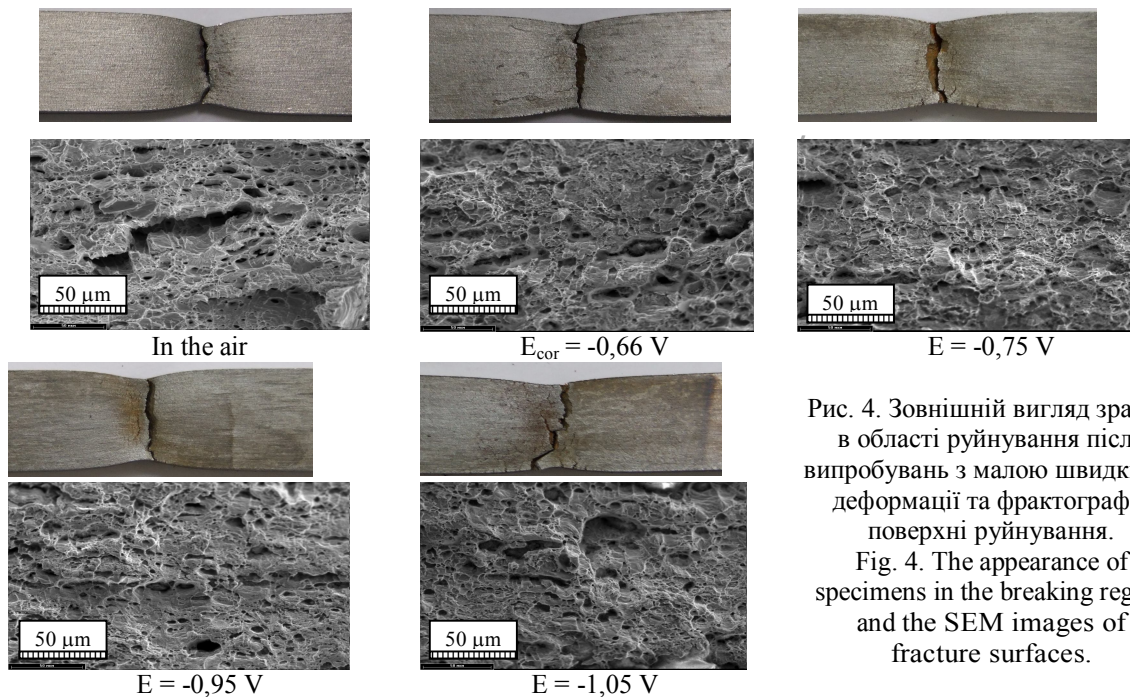 50 µm
50 µm
50 µm
In the air
E_cor = -0,66 V
E = -0,75 V
50 µm
50 µm
E = -0,95 V
E = -1,05 V
Рис. 4. Зовнішній вигляд зра
в області руйнування післ
випробувань з малою швидк
деформації та фрактограф
поверхні руйнування.
Fig. 4. The appearance of
specimens in the breaking reg
and the SEM images of
fracture surfaces.